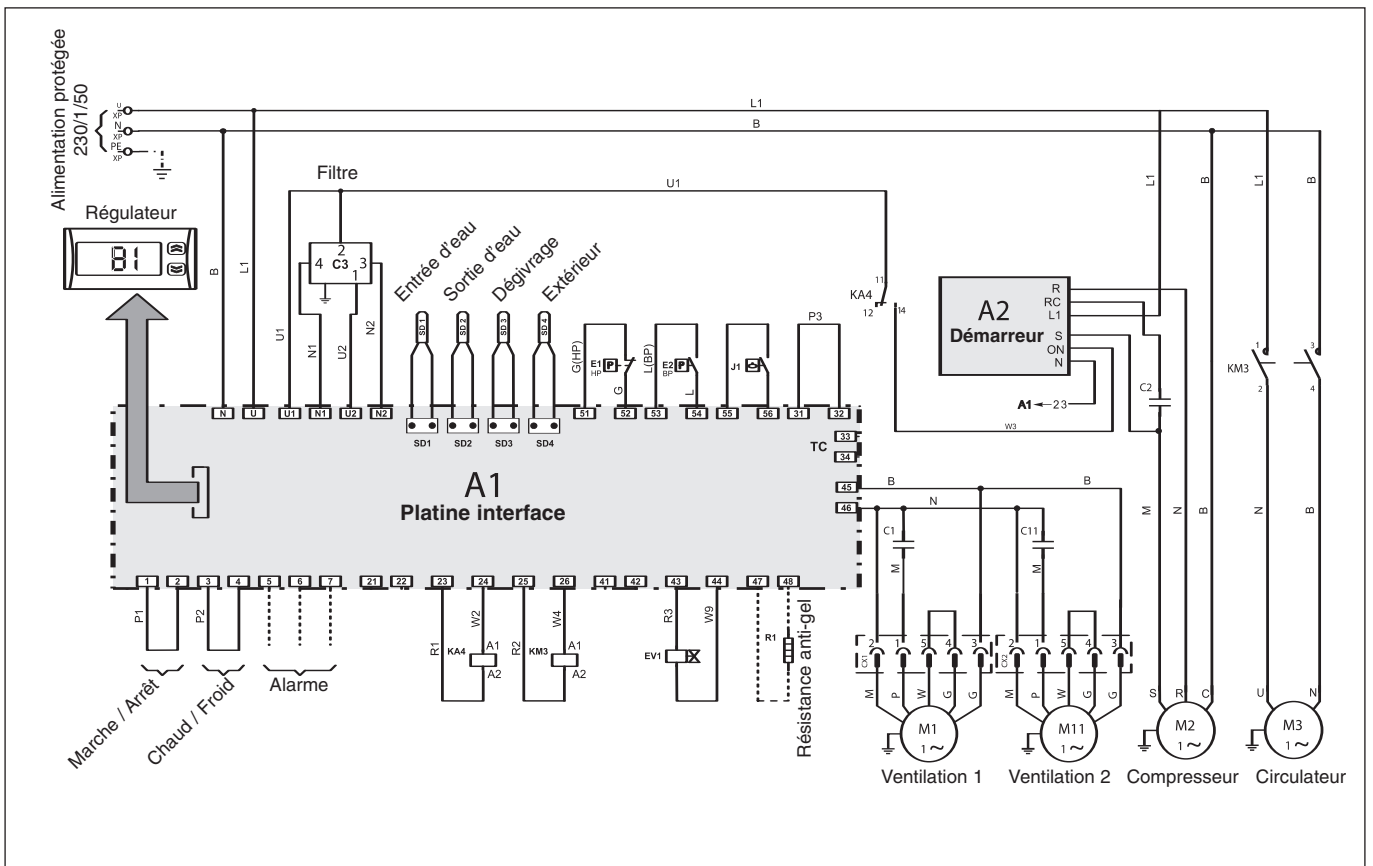 Alimentation protégée
230/1/50
U
XP
N
XP
PE
XP
L1
B
Régulateur
Filtre
U1
Entrée d'eau
Sortie d'eau
Dégivrage
Extérieur
B
L1
U1
N1
U2
N2
2
4 C3 3
1
SD 1
SD 2
SD 3
SD 4
G(HP)
E1
HP
P
G
L(BP)
E2
BP
P
L
J1
P3
KA4
11
12
14
A2
Démarreur
R
RC
L1
S
ON
N
A1
23
W3
C2
L1
B
L1
B
KM3
1
3
2
4
N U U1 N1 U2 N2
SD1 SD2 SD3 SD4
51 52 53 54 55 56 31 32
33
TC
34
45
46
A1
Platine interface
B
B
N
C1
M
C11
M
M
N
B
N
B
1 2 3 4 5 6 7 21 22 23 24 25 26 41 42 43 44 47 48
P1
P2
R1
W2
KA4
A1
A2
R2
W4
KM3
A1
A2
R3
W9
EV1
R1
Résistance anti-gel
Marche / Arrêt
Chaud / Froid
Alarme
CX1
2 1 5 4 3
CX2
2 1 5 4 3
M P W G G
M P W G G
S R C
U N
M1
1 ~
M11
1 ~
M2
1 ~
M3
1 ~
Ventilation 1
Ventilation 2
Compresseur
Circulateur